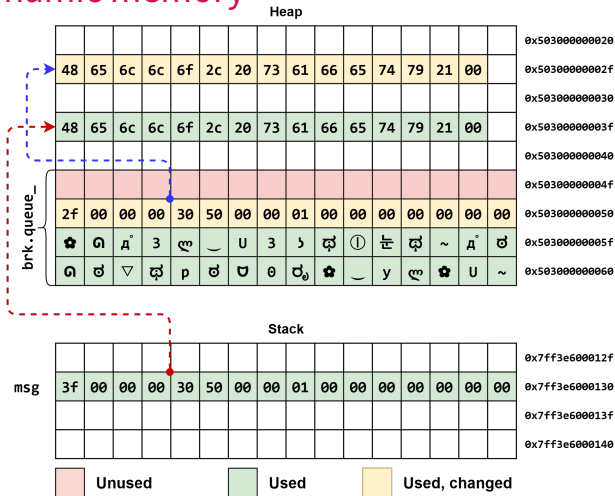 namic memory
Heap
0x503000000020
48 65 6c 6c 6f 2c 20 73 61 66 65 74 79 21 00 0x50300000002f
0x503000000030
48 65 6c 6c 6f 2c 20 73 61 66 65 74 79 21 00 0x50300000003f
0x503000000040
brk.queue_
0x50300000004f
2f 00 00 00 30 50 00 00 01 00 00 00 00 00 00 00 0x503000000050
0x50300000005f
0x503000000060
Stack
0x7ff3e600012f
msg 3f 00 00 00 30 50 00 00 01 00 00 00 00 00 00 00 0x7ff3e6000130
0x7ff3e600013f
0x7ff3e6000140
Unused Used Used, changed